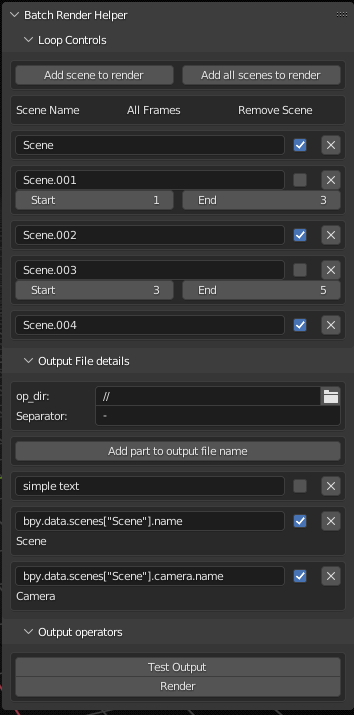 Batch Render Helper
Loop Controls
Add scene to render Add all scenes to render
Scene Name All Frames Remove Scene
Scene
Scene.001
Start 1 End 3
Scene.002
Scene.003
Start 3 End 5
Scene.004
Output File details
op_dir: //
Separator: -
Add part to output file name
simple text
bpy.data.scenes["Scene"].name
Scene
bpy.data.scenes["Scene"].camera.name
Camera
Output operators
Test Output
Render